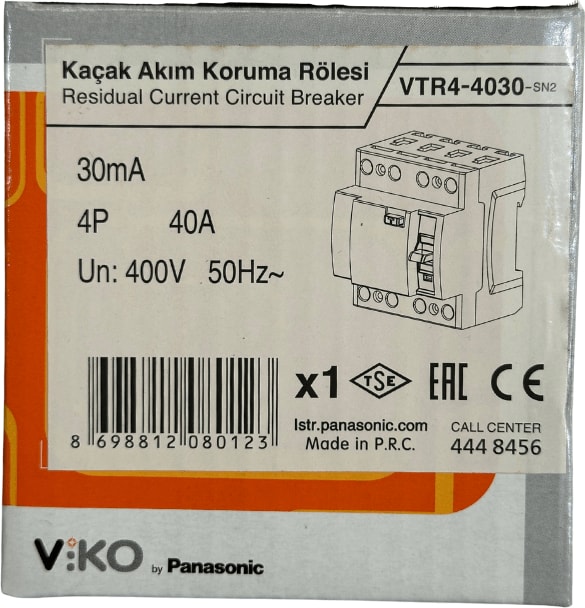 Kaçak Akım Koruma Rölesi
Residual Current Circuit Breaker
VTR4-4030-SN2
30mA
4P 40A
Un: 400V 50Hz~
x1 TSE EAC CE
8 698812 080123
lstr.panasonic.com
Made in P.R.C.
CALL CENTER
444 8456
ViKO by Panasonic